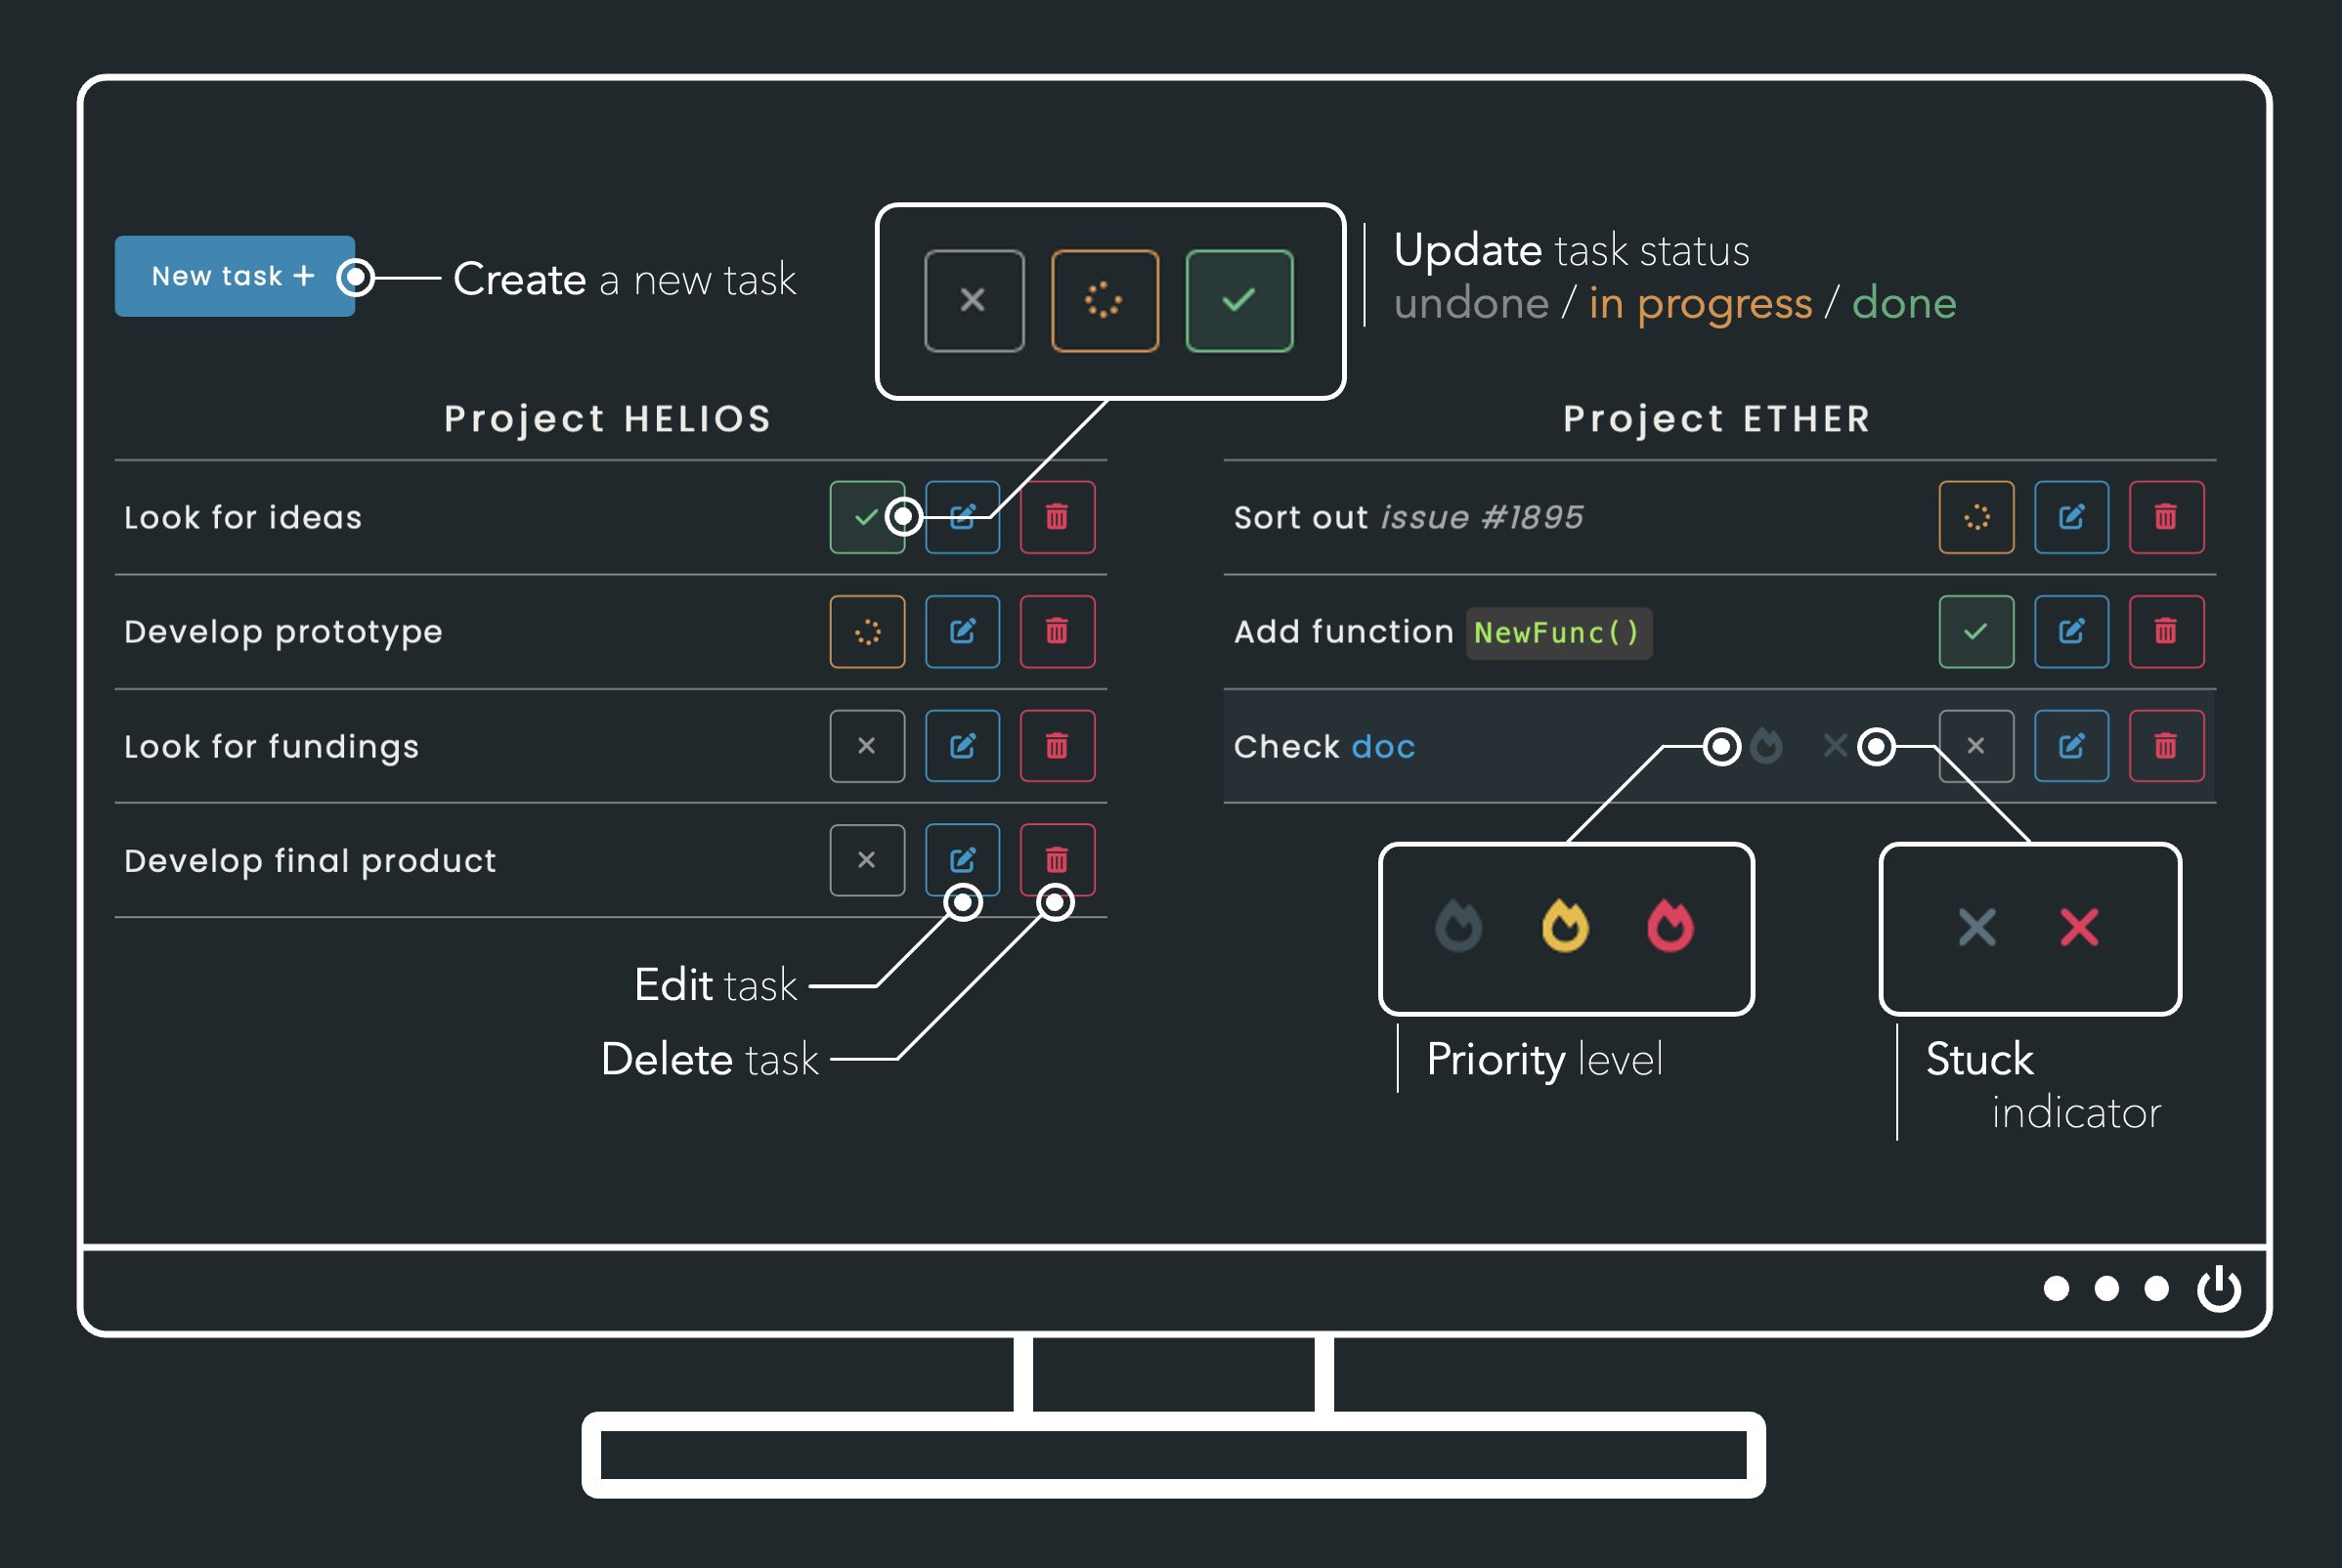 New task +
Create a new task
Update task status
undone / in progress / done
Project HELIOS
Look for ideas
Develop prototype
Look for fundings
Develop final product
Edit task
Delete task
Project ETHER
Sort out issue #1895
Add function NewFunc()
Check doc
Priority level
Stuck
indicator